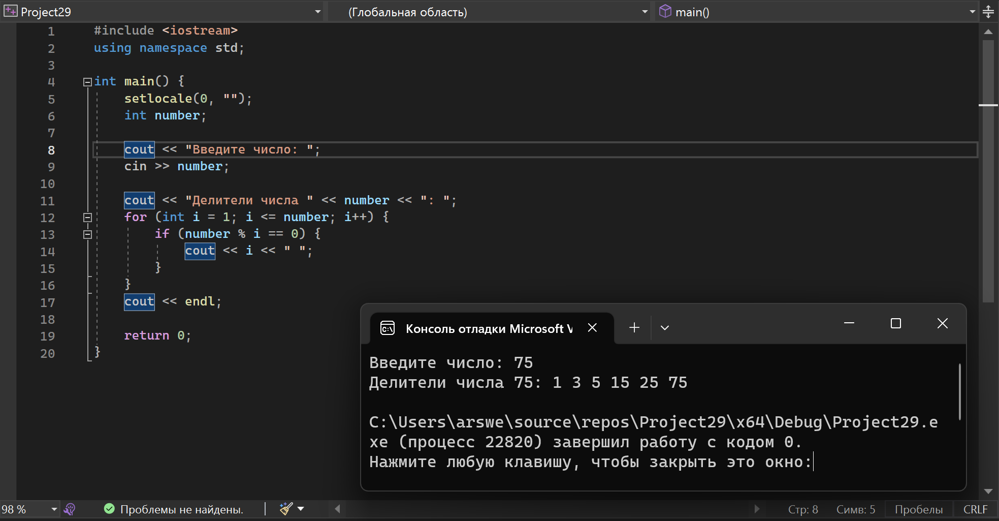 Project29
(Глобальная область)
main()
1 #include <iostream>
2 using namespace std;
3
4 int main() {
5 setlocale(0, "");
6 int number;
7
8 cout << "Введите число: ";
9 cin >> number;
10
11 cout << "Делители числа " << number << ": ";
12 for (int i = 1; i <= number; i++) {
13 if (number % i == 0) {
14 cout << i << " ";
15 }
16 }
17 cout << endl;
18
19 return 0;
20 }
Консоль отладки Microsoft V
Введите число: 75
Делители числа 75: 1 3 5 15 25 75
C:\Users\arswe\source\repos\Project29\x64\Debug\Project29.e
xe (процесс 22820) завершил работу с кодом 0.
Нажмите любую клавишу, чтобы закрыть это окно:
98 %
Проблемы не найдены.
Стр: 8
Симв: 5
Пробелы
CRLF